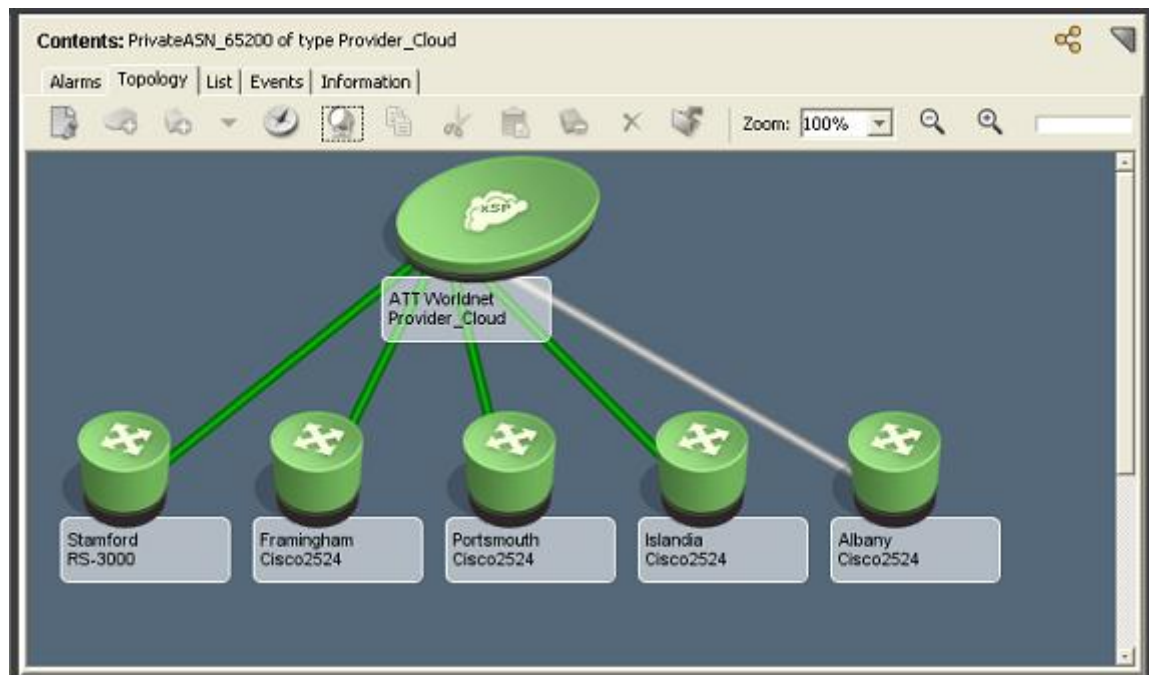 Contents: PrivateASN_65200 of type Provider_Cloud
Alarms Topology List Events Information
Zoom: 100%
xSP
ATT Worldnet
Provider_Cloud
Stamford
RS-3000
Framingham
Cisco2524
Portsmouth
Cisco2524
Islandia
Cisco2524
Albany
Cisco2524